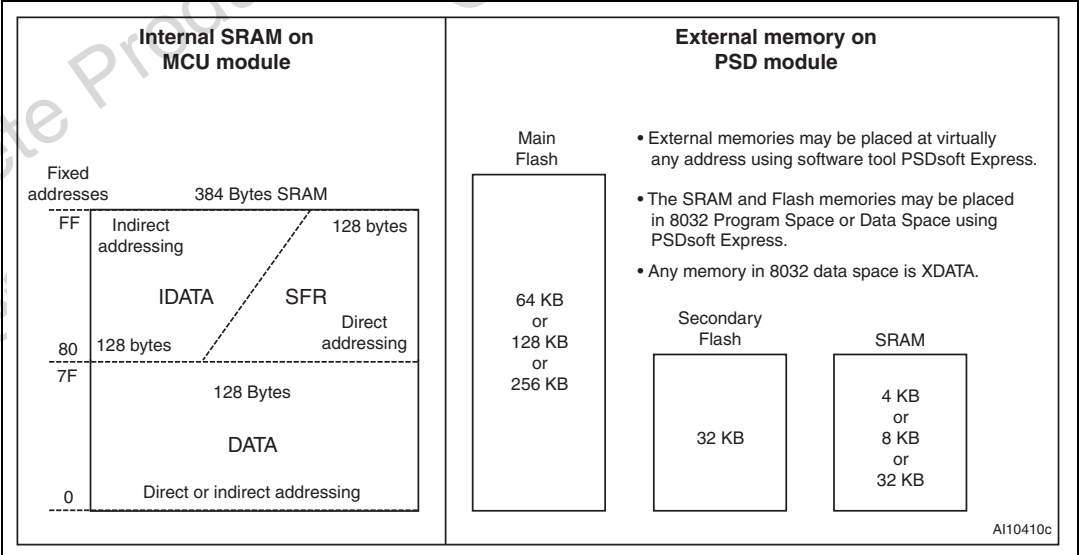 Internal SRAM on
MCU module
Fixed
addresses
384 Bytes SRAM
FF
Indirect
addressing
128 bytes
IDATA
SFR
Direct
addressing
80
128 bytes
7F
128 Bytes
DATA
0
Direct or indirect addressing
External memory on
PSD module
Main
Flash
64 KB
or
128 KB
or
256 KB
• External memories may be placed at virtually
any address using software tool PSDsoft Express.
• The SRAM and Flash memories may be placed
in 8032 Program Space or Data Space using
PSDsoft Express.
• Any memory in 8032 data space is XDATA.
Secondary
Flash
32 KB
SRAM
4 KB
or
8 KB
or
32 KB
AI10410c